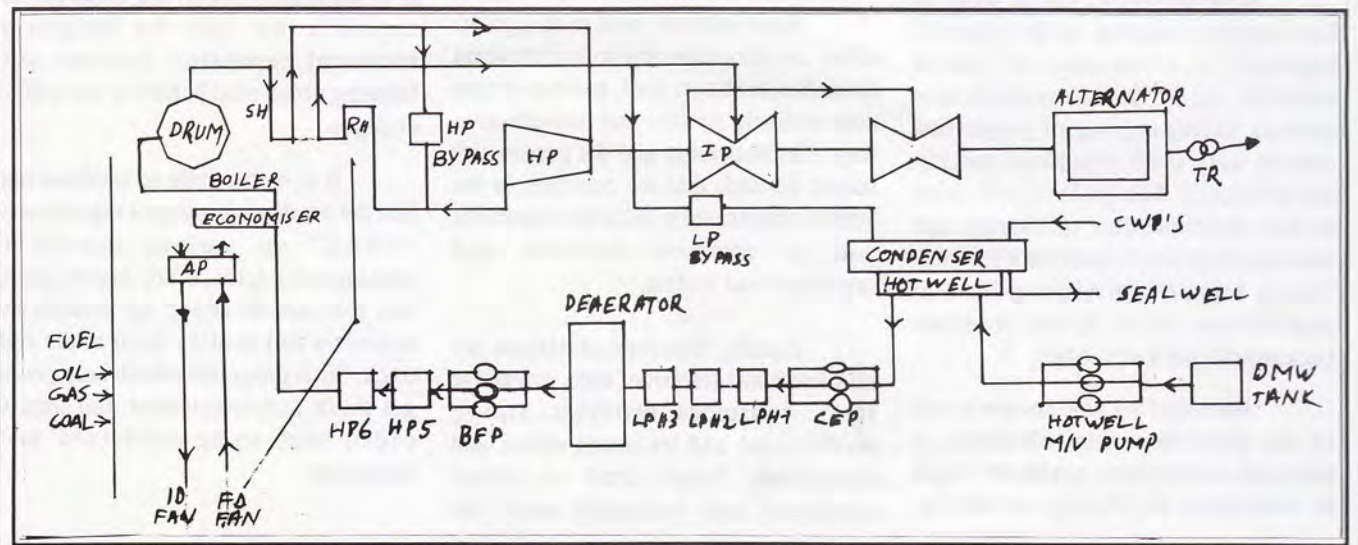 ALTERNATOR
SH
DRUM
RH
HP
BYPASS
HP
IP
TR
BOILER
ECONOMISER
CWP'S
LP
BYPASS
CONDENSER
HOTWELL
AP
SEALWELL
DEAERATOR
FUEL
OIL
GAS
COAL
HP6
HP5
BFP
LPH3
LPH2
LPH1
CEP
HOTWELL
M/V PUMP
DMW
TANK
ID
FAN
FD
FAN